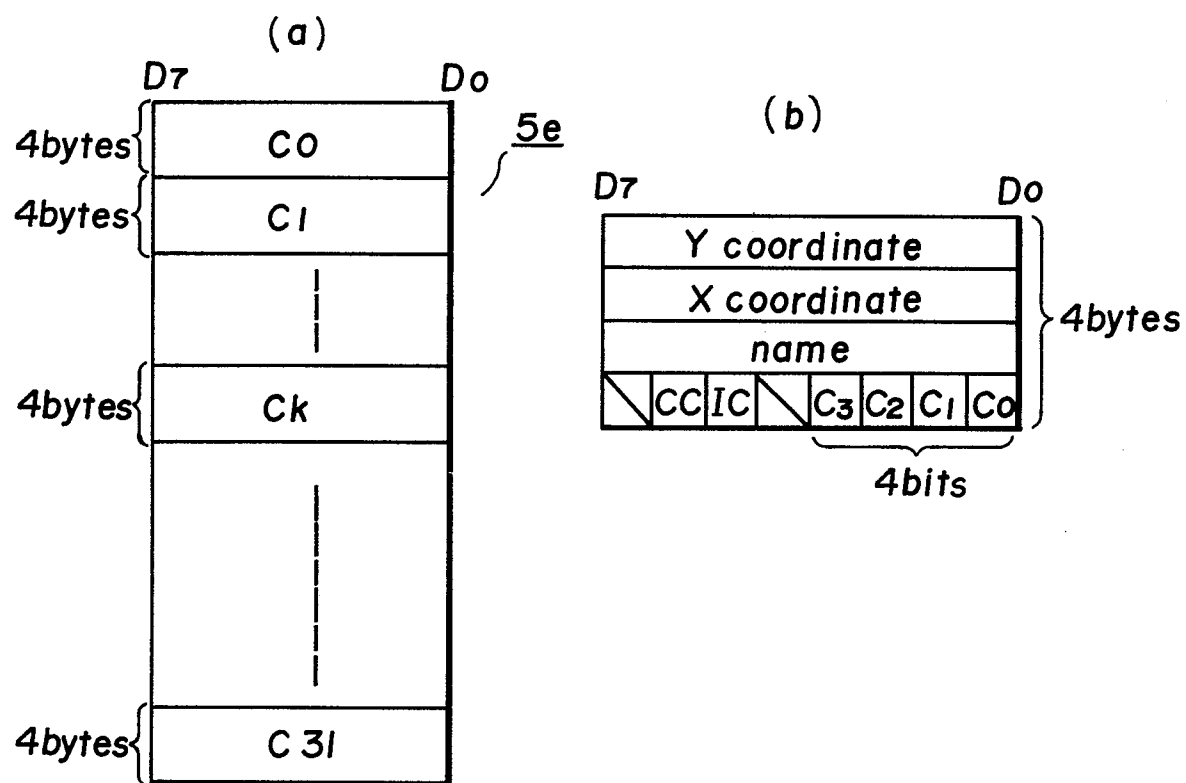 (a)
D7 D0
4bytes C0
5e
4bytes C1
4bytes Ck
4bytes C31
(b)
D7 D0
Y coordinate
X coordinate
name
4bytes
CC IC C3 C2 C1 C0
4bits